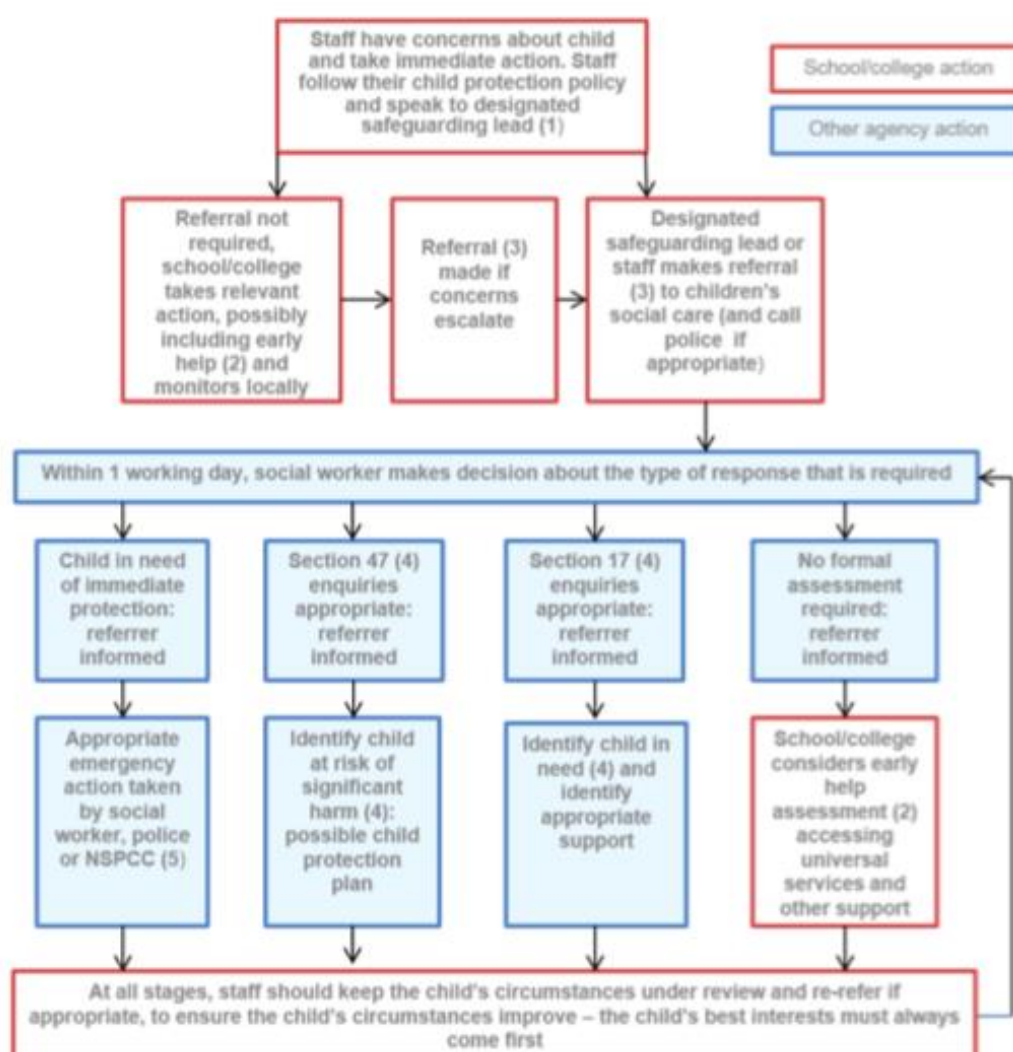 Staff have concerns about child
and take immediate action. Staff
follow their child protection policy
and speak to designated
safeguarding lead (1)
School/college action
Other agency action
Referral not
required,
school/college
takes relevant
action, possibly
including early
help (2) and
monitors locally
Referral (3)
made if
concerns
escalate
Designated
safeguarding lead or
staff makes referral
(3) to children's
social care (and call
police if
appropriate)
Within 1 working day, social worker makes decision about the type of response that is required
Child in need
of immediate
protection:
referrer
informed
Section 47 (4)
enquiries
appropriate:
referrer
informed
Section 17 (4)
enquiries
appropriate:
referrer
informed
No formal
assessment
required:
referrer
informed
Appropriate
emergency
action taken
by social
worker, police
or NSPCC (5)
Identify child
at risk of
significant
harm (4):
possible child
protection
plan
Identify child in
need (4) and
identify
appropriate
support
School/college
considers early
help
assessment (2)
accessing
universal
services and
other support
At all stages, staff should keep the child's circumstances under review and re-refer if
appropriate, to ensure the child's circumstances improve – the child's best interests must always
come first